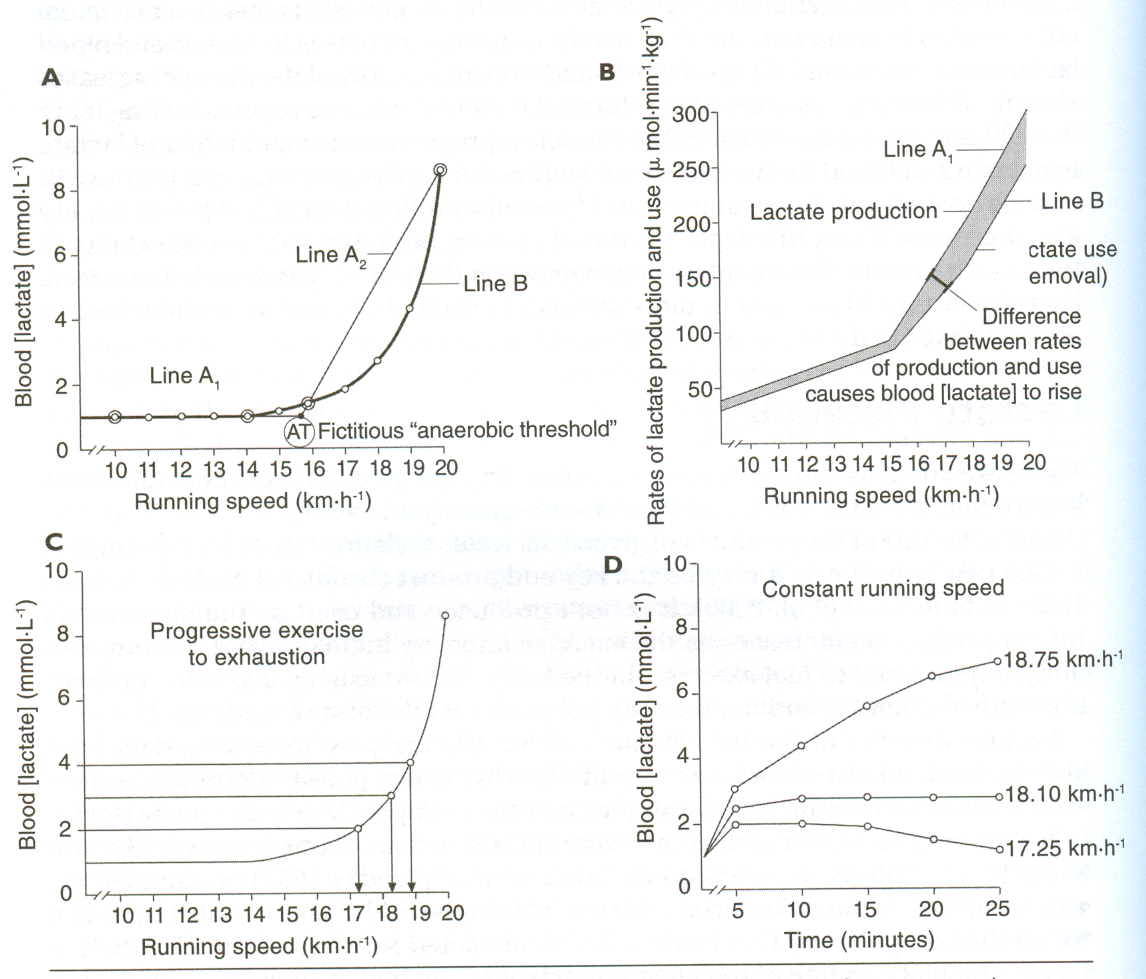 A
Blood [lactate] (mmol·L⁻¹)
10
8
6
4
2
0
Line A₂
Line B
Line A₁
AT Fictitious “anaerobic threshold”
10 11 12 13 14 15 16 17 18 19 20
Running speed (km·h⁻¹)
B
Rates of lactate production and use (µ mol·min⁻¹·kg⁻¹)
300
250
200
150
100
50
Line A₁
Lactate production
Line B
ctate use
emoval)
Difference
between rates
of production and use
causes blood [lactate] to rise
10 11 12 13 14 15 16 17 18 19 20
Running speed (km·h⁻¹)
C
Blood [lactate] (mmol·L⁻¹)
10
8
6
4
2
0
Progressive exercise
to exhaustion
10 11 12 13 14 15 16 17 18 19 20
Running speed (km·h⁻¹)
D
Blood [lactate] (mmol·L⁻¹)
10
8
6
4
2
0
Constant running speed
18.75 km·h⁻¹
18.10 km·h⁻¹
17.25 km·h⁻¹
5 10 15 20 25
Time (minutes)